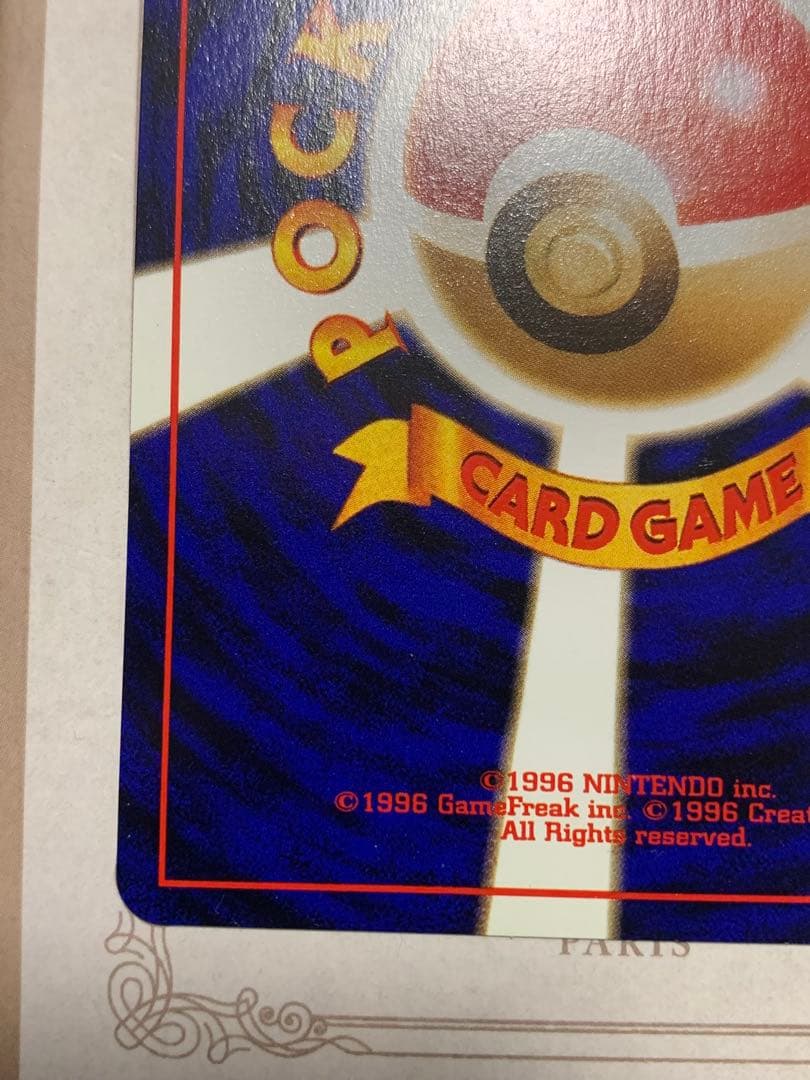 POCK
CARD GAME
©1996 NINTENDO inc.
©1996 GameFreak inc. ©1996 Creat
All Rights reserved.
PARIS